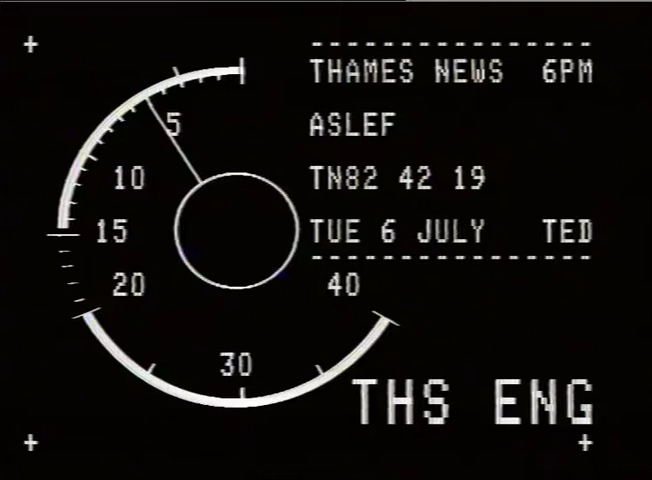 THAMES NEWS 6PM
ASLEF
TN82 42 19
TUE 6 JULY TED
5
10
15
20
30
40
THS ENG